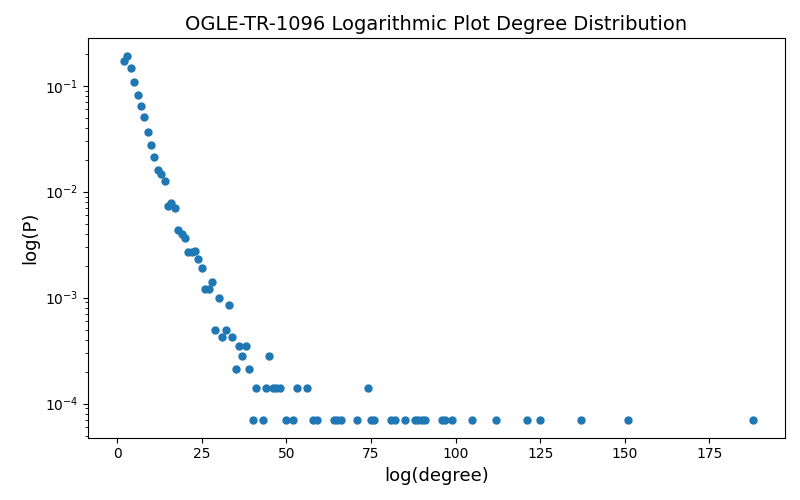 OGLE-TR-1096 Logarithmic Plot Degree Distribution
log(P)
10⁻¹
10⁻²
10⁻³
10⁻⁴
0 25 50 75 100 125 150 175
log(degree)